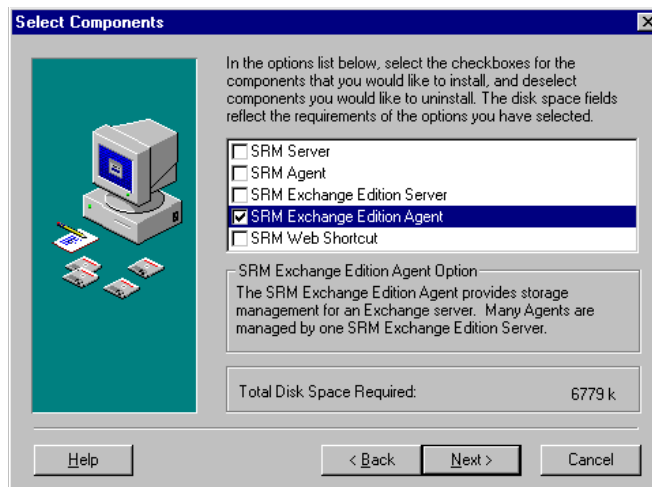 Select Components
In the options list below, select the checkboxes for the
components that you would like to install, and deselect
components you would like to uninstall. The disk space fields
reflect the requirements of the options you have selected.
SRM Server
SRM Agent
SRM Exchange Edition Server
SRM Exchange Edition Agent
SRM Web Shortcut
SRM Exchange Edition Agent Option
The SRM Exchange Edition Agent provides storage
management for an Exchange server. Many Agents are
managed by one SRM Exchange Edition Server.
Total Disk Space Required: 6779 k
Help < Back Next > Cancel